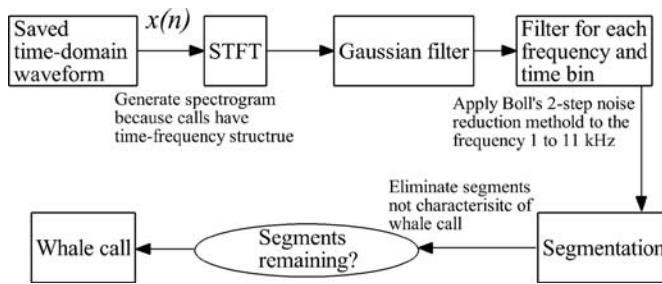 Saved
time-domain
waveform
x(n)
STFT
Gaussian filter
Filter for each
frequency and
time bin
Generate spectrogram
because calls have
time-frequency structrue
Apply Boll's 2-step noise
reduction methold to the
frequency 1 to 11 kHz
Eliminate segments
not characterisitc of
whale call
Segmentation
Segments
remaining?
Whale call